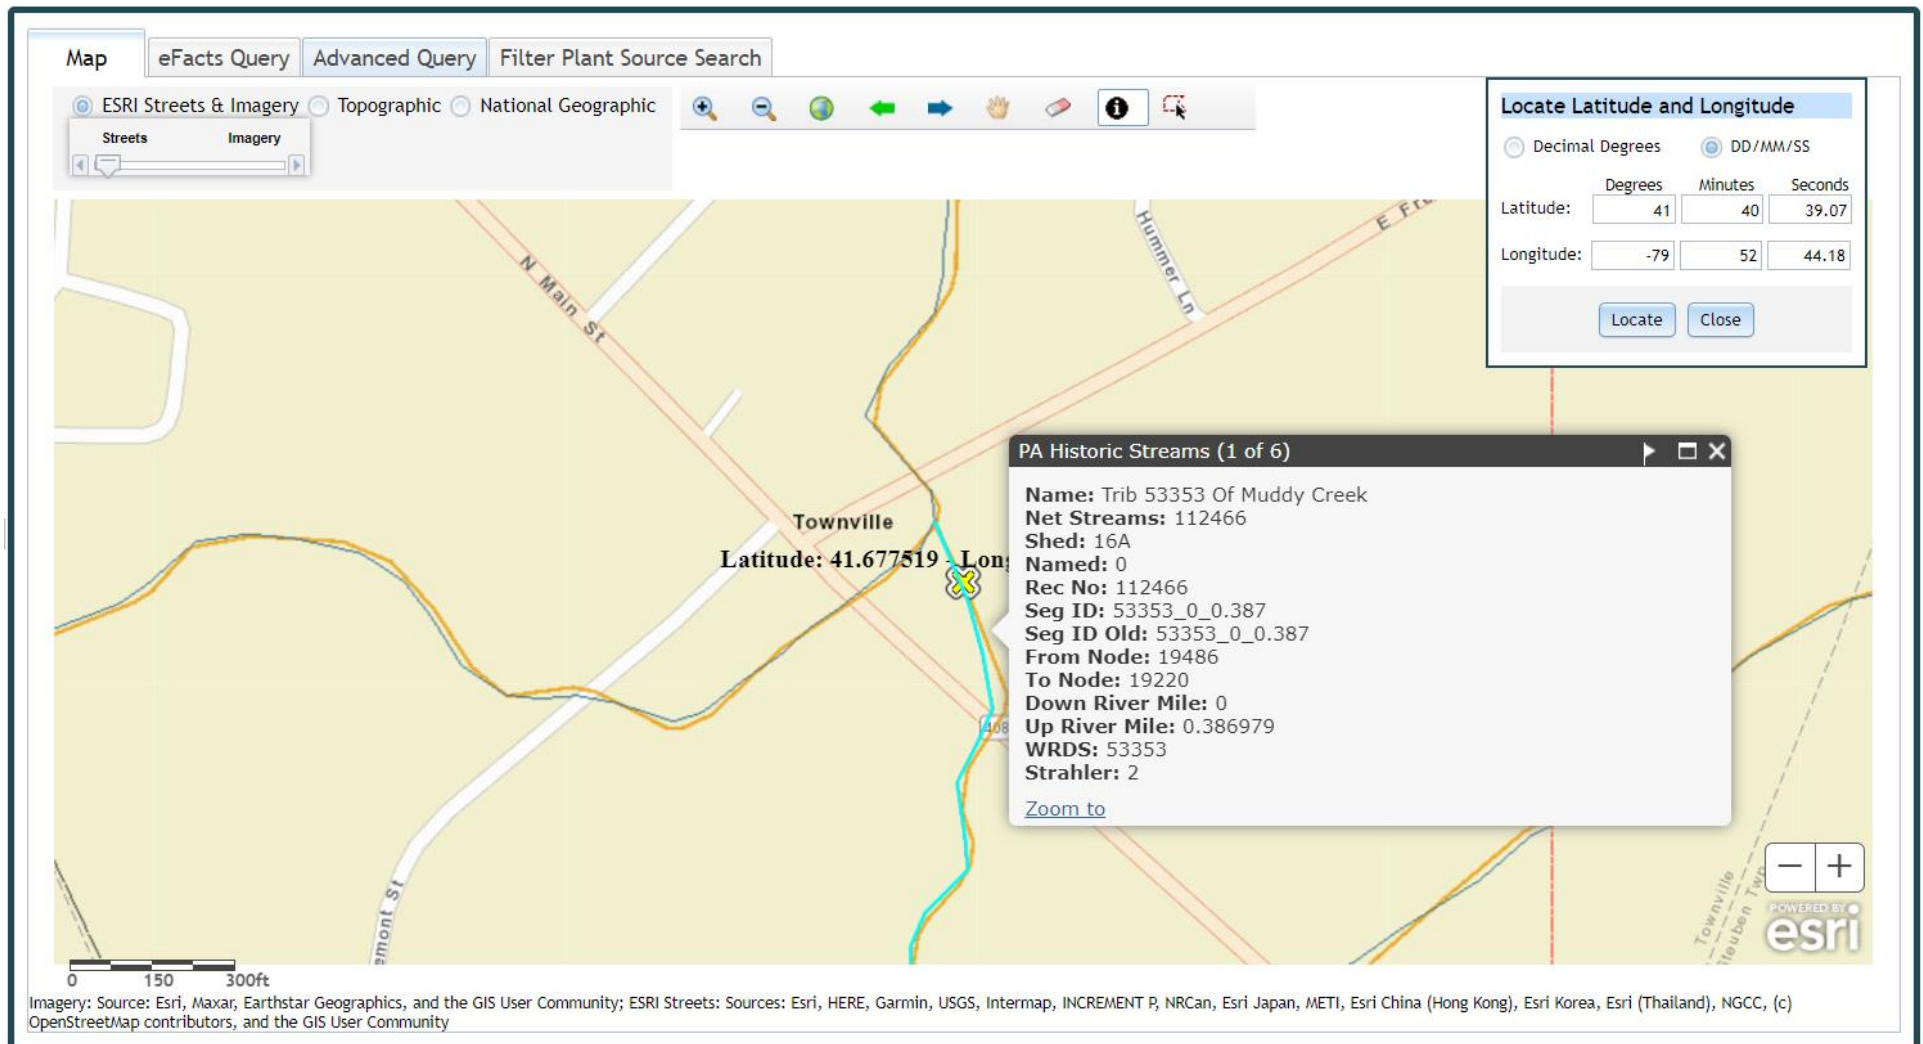 Map
eFacts Query
Advanced Query
Filter Plant Source Search
ESRI Streets & Imagery
Topographic
National Geographic
Streets
Imagery
Locate Latitude and Longitude
Decimal Degrees
DD/MM/SS
Degrees
Minutes
Seconds
Latitude:
41
40
39.07
Longitude:
-79
52
44.18
Locate
Close
N Main St
Hummer Ln
E
Townville
Latitude: 41.677519 - Long
408
PA Historic Streams (1 of 6)
Name: Trib 53353 Of Muddy Creek
Net Streams: 112466
Shed: 16A
Named: 0
Rec No: 112466
Seg ID: 53353_0_0.387
Seg ID Old: 53353_0_0.387
From Node: 19486
To Node: 19220
Down River Mile: 0
Up River Mile: 0.386979
WRDS: 53353
Strahler: 2
Zoom to
emont St
Townville
Steuben Twp
POWERED BY
esri
0
150
300ft
Imagery: Source: Esri, Maxar, Earthstar Geographics, and the GIS User Community; ESRI Streets: Sources: Esri, HERE, Garmin, USGS, Intermap, INCREMENT P, NRCan, Esri Japan, METI, Esri China (Hong Kong), Esri Korea, Esri (Thailand), NGCC, (c)
OpenStreetMap contributors, and the GIS User Community